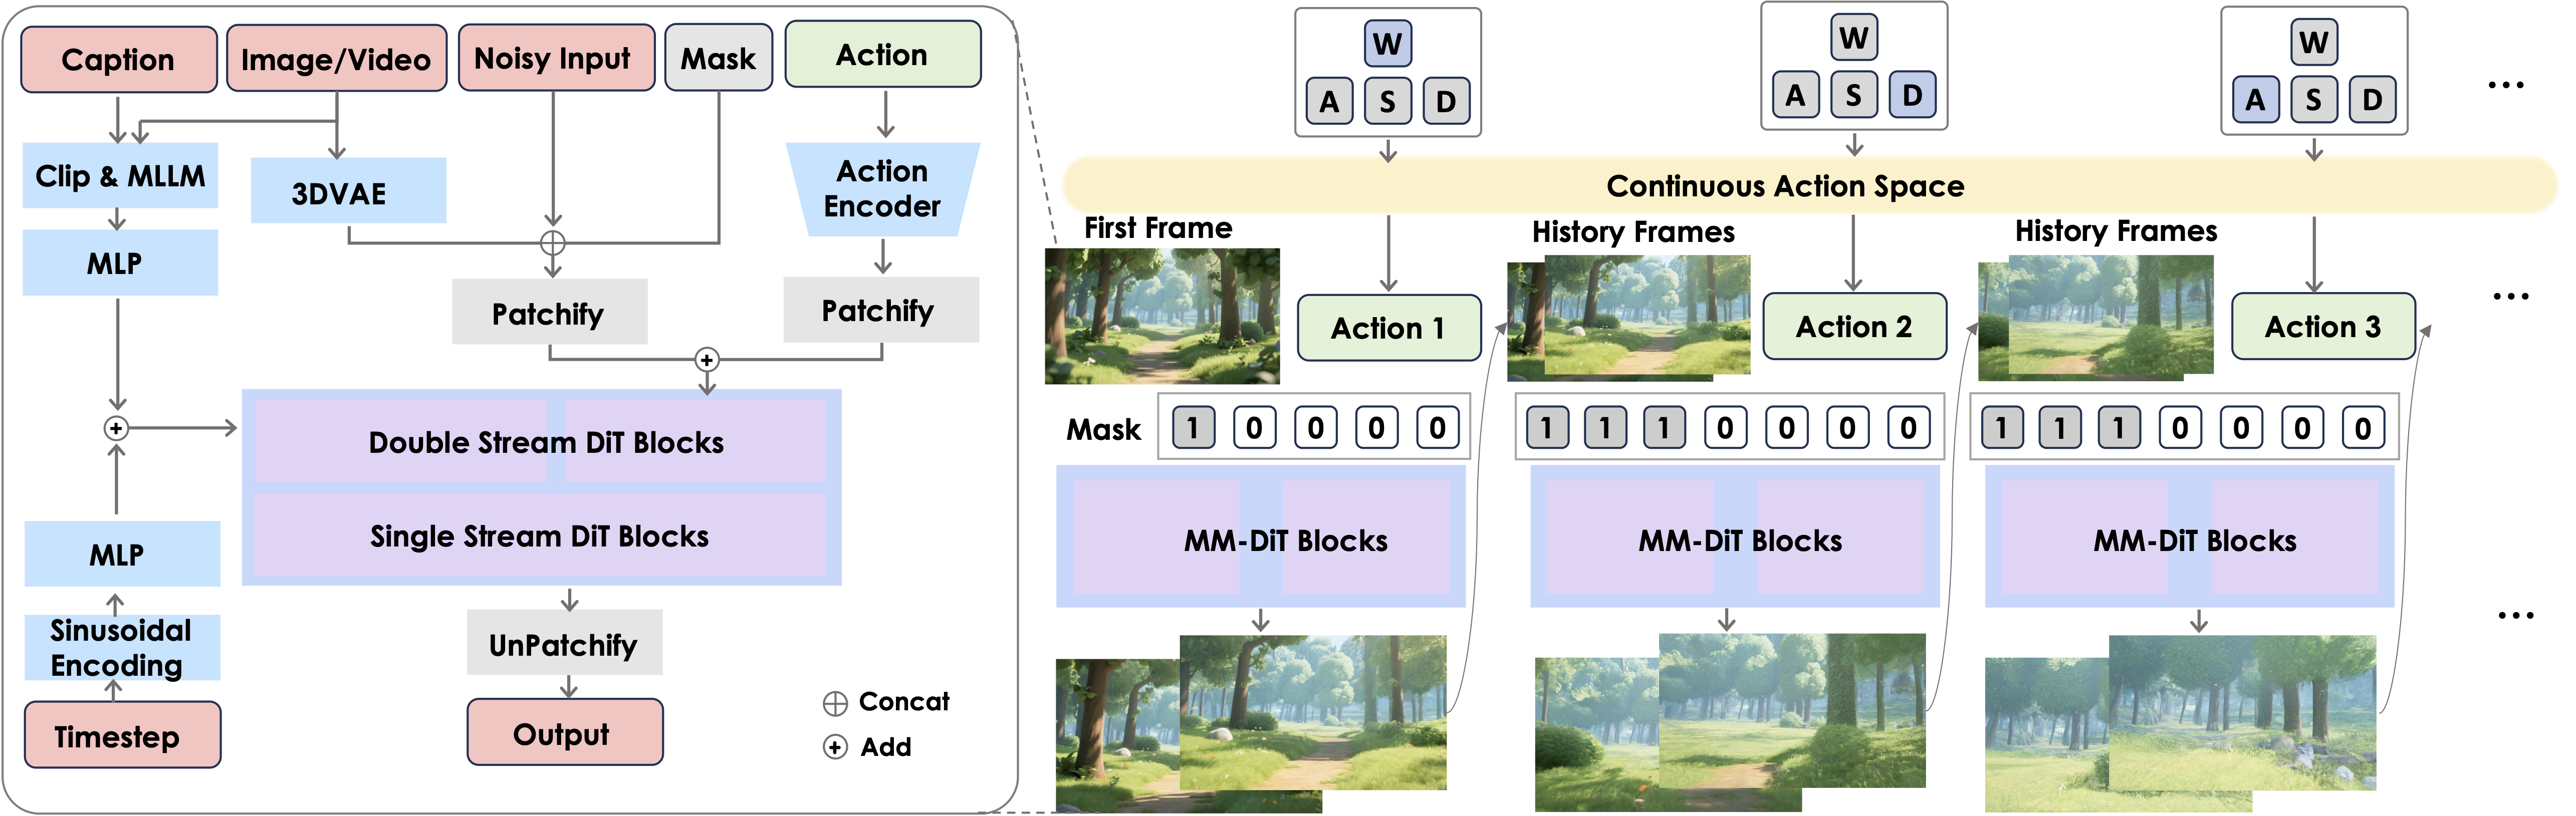 Caption
Image/Video
Noisy Input
Mask
Action
Clip & MLLM
3DVAE
Action
Encoder
MLP
Patchify
Patchify
Double Stream DiT Blocks
Single Stream DiT Blocks
MLP
Sinusoidal
Encoding
Timestep
UnPatchify
Output
Concat
Add
W
A S D
W
A S D
W
A S D
...
Continuous Action Space
First Frame
History Frames
History Frames
Action 1
Action 2
Action 3
...
Mask
1 0 0 0 0
1 1 1 0 0 0 0
1 1 1 0 0 0 0
MM-DiT Blocks
MM-DiT Blocks
MM-DiT Blocks
...